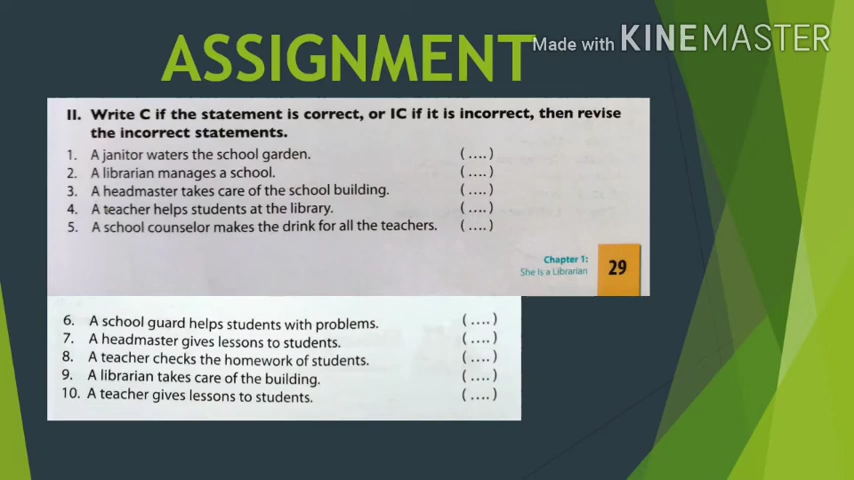 ASSIGNMENT
Made with KINEMASTER
II. Write C if the statement is correct, or IC if it is incorrect, then revise
the incorrect statements.
1. A janitor waters the school garden. (....)
2. A librarian manages a school. (....)
3. A headmaster takes care of the school building. (....)
4. A teacher helps students at the library. (....)
5. A school counselor makes the drink for all the teachers. (....)
Chapter 1:
She Is a Librarian
29
6. A school guard helps students with problems. (....)
7. A headmaster gives lessons to students. (....)
8. A teacher checks the homework of students. (....)
9. A librarian takes care of the building. (....)
10. A teacher gives lessons to students. (....)